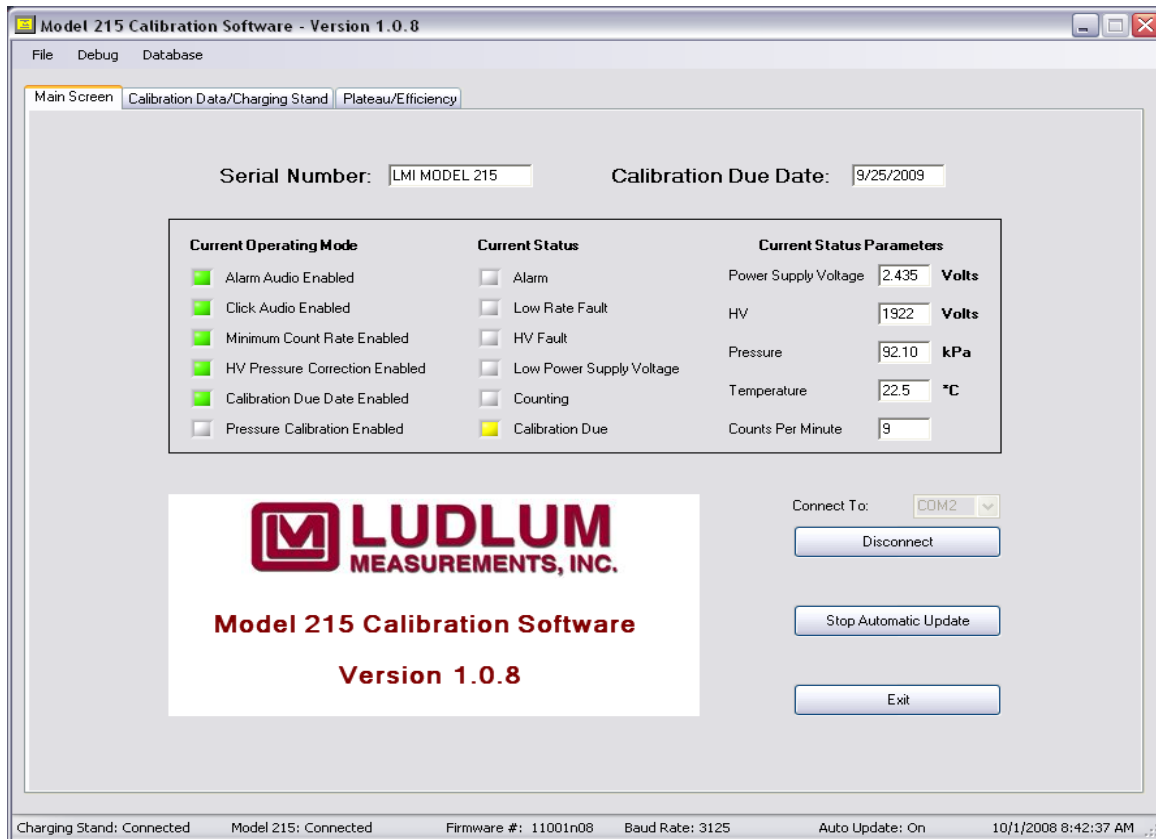 Model 215 Calibration Software - Version 1.0.8
File Debug Database
Main Screen Calibration Data/Charging Stand Plateau/Efficiency
Serial Number: LMI MODEL 215 Calibration Due Date: 9/25/2009
Current Operating Mode Current Status Current Status Parameters
Alarm Audio Enabled Alarm Power Supply Voltage 2.435 Volts
Click Audio Enabled Low Rate Fault HV 1922 Volts
Minimum Count Rate Enabled HV Fault Pressure 92.10 kPa
HV Pressure Correction Enabled Low Power Supply Voltage Temperature 22.5 *C
Calibration Due Date Enabled Counting Counts Per Minute 9
Pressure Calibration Enabled Calibration Due
LM LUDLUM
MEASUREMENTS, INC.
Model 215 Calibration Software
Version 1.0.8
Connect To: COM2
Disconnect
Stop Automatic Update
Exit
Charging Stand: Connected Model 215: Connected Firmware #: 11001n08 Baud Rate: 3125 Auto Update: On 10/1/2008 8:42:37 AM